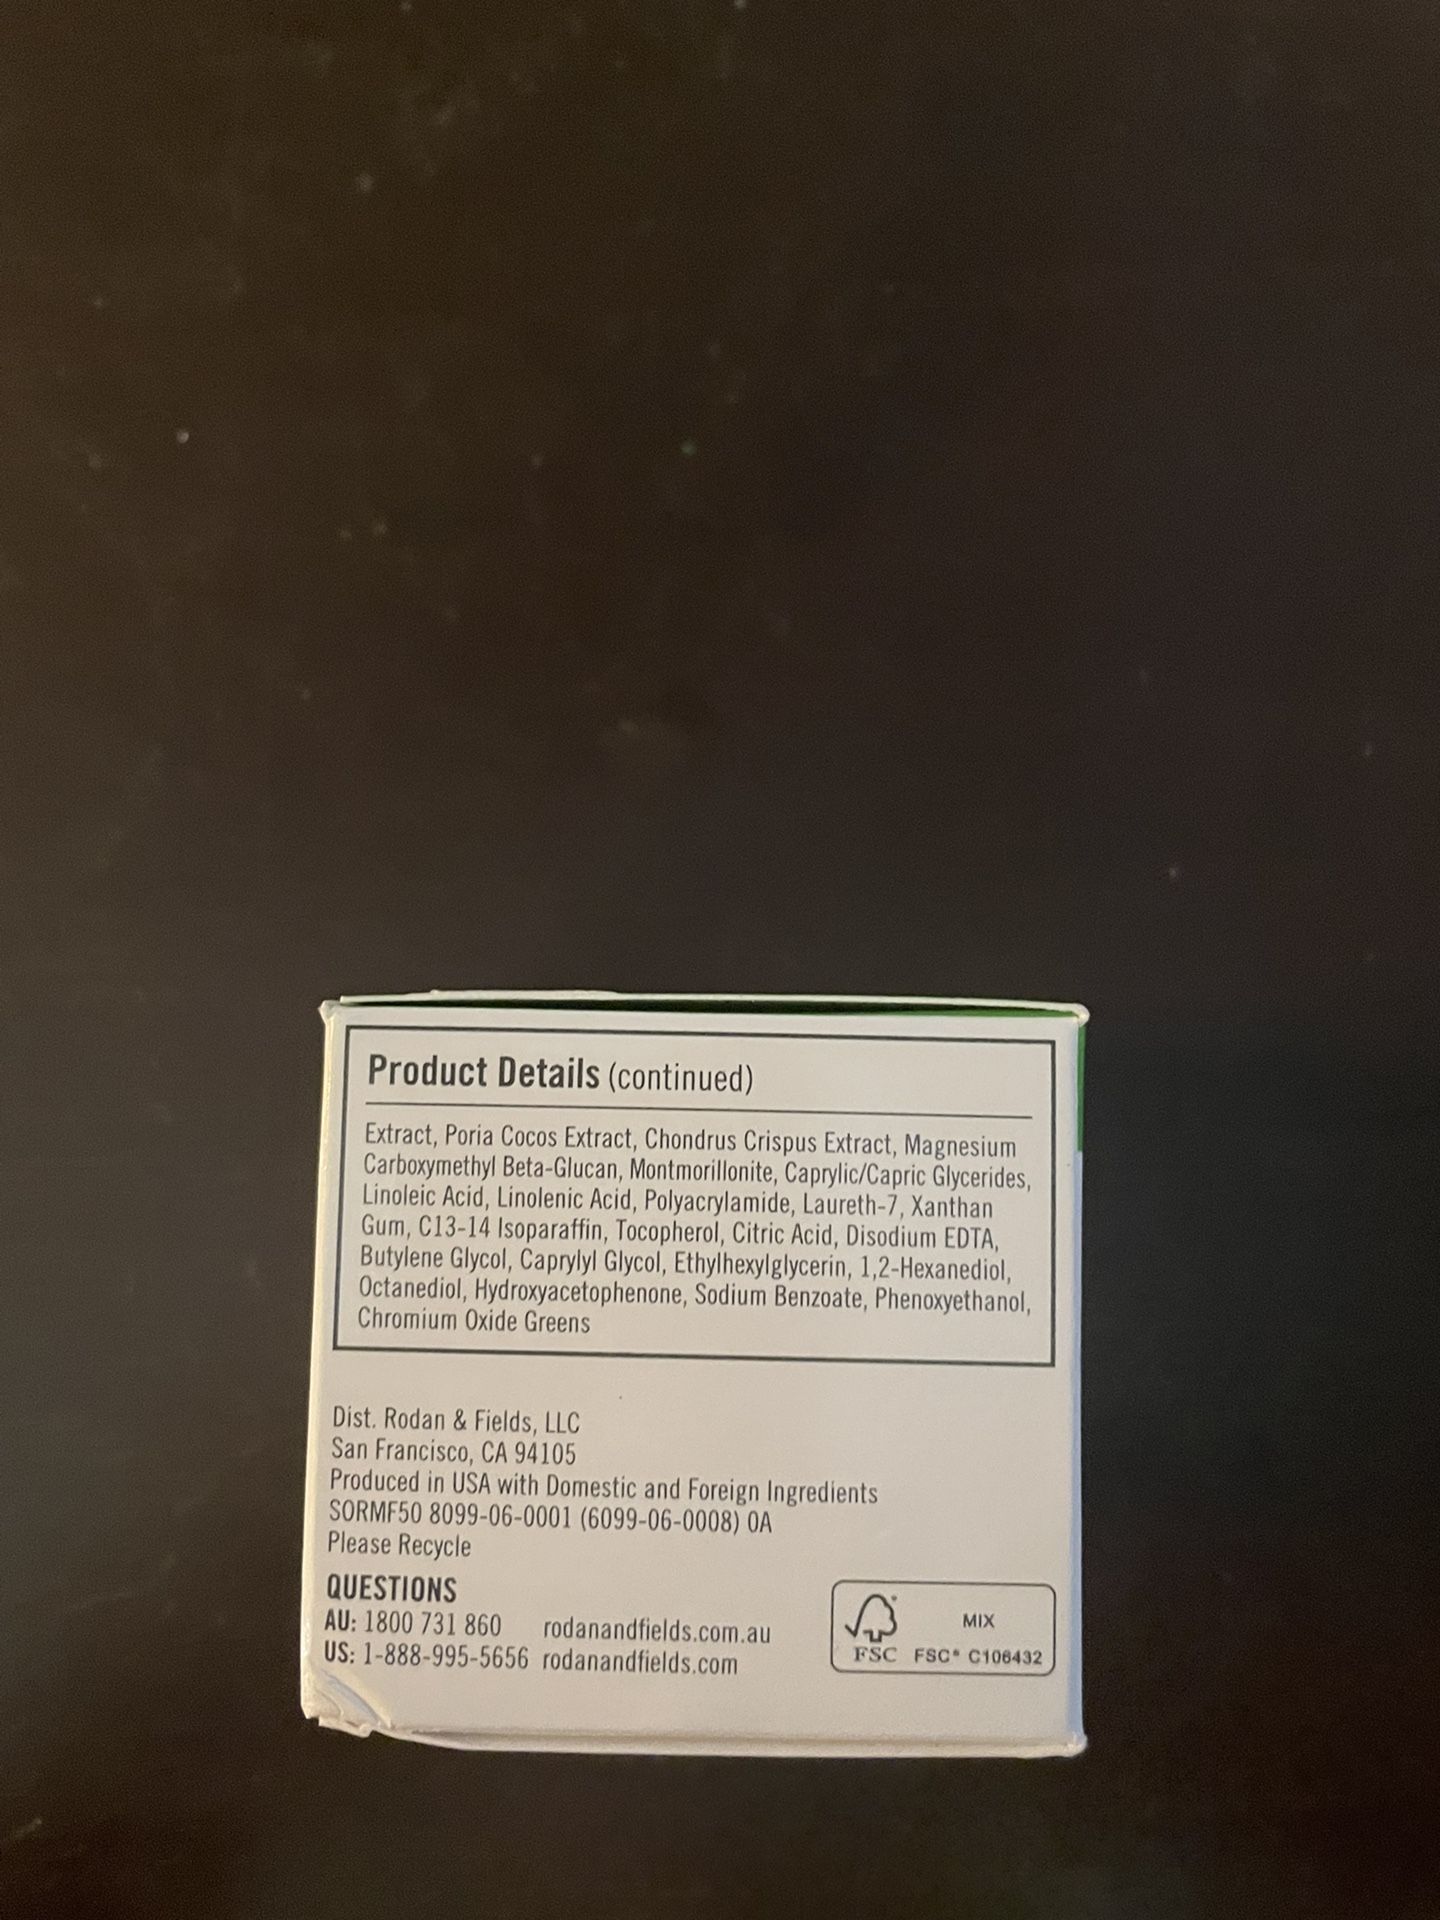 Product Details (continued)
Extract, Poria Cocos Extract, Chondrus Crispus Extract, Magnesium
Carboxymethyl Beta-Glucan, Montmorillonite, Caprylic/Capric Glycerides,
Linoleic Acid, Linolenic Acid, Polyacrylamide, Laureth-7, Xanthan
Gum, C13-14 Isoparaffin, Tocopherol, Citric Acid, Disodium EDTA,
Butylene Glycol, Caprylyl Glycol, Ethylhexylglycerin, 1,2-Hexanediol,
Octanediol, Hydroxyacetophenone, Sodium Benzoate, Phenoxyethanol,
Chromium Oxide Greens
Dist. Rodan & Fields, LLC
San Francisco, CA 94105
Produced in USA with Domestic and Foreign Ingredients
SORMF50 8099-06-0001 (6099-06-0008) 0A
Please Recycle
QUESTIONS
AU: 1800 731 860 rodanandfields.com.au
US: 1-888-995-5656 rodanandfields.com
MIX
FSC FSC® C106432